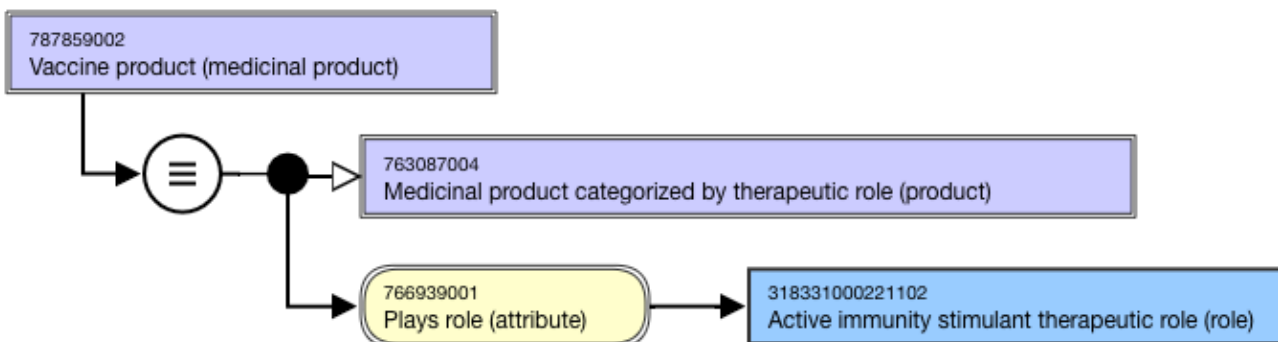 787859002
Vaccine product (medicinal product)
763087004
Medicinal product categorized by therapeutic role (product)
766939001
Plays role (attribute)
318331000221102
Active immunity stimulant therapeutic role (role)